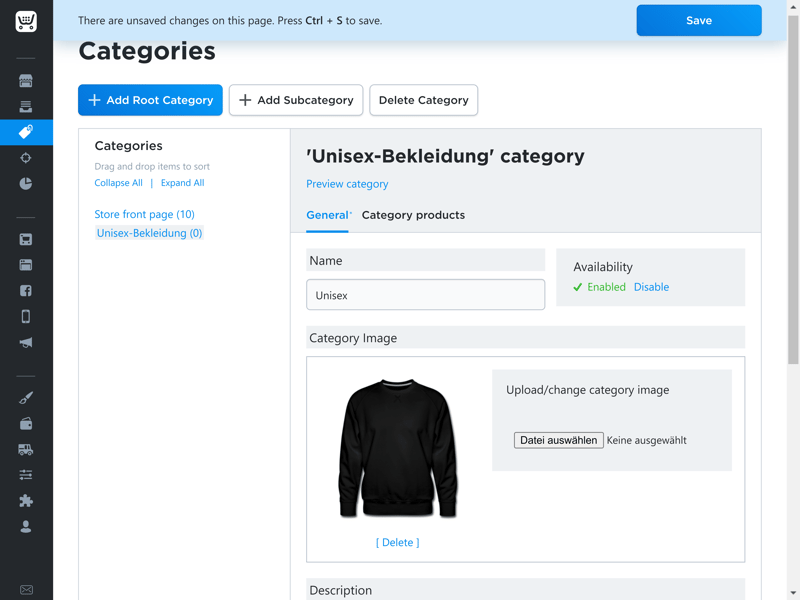 There are unsaved changes on this page. Press Ctrl + S to save.
Save
Categories
Add Root Category
Add Subcategory
Delete Category
Categories
Drag and drop items to sort
Collapse All | Expand All
Store front page (10)
Unisex-Bekleidung (0)
'Unisex-Bekleidung' category
Preview category
General*
Category products
Name
Unisex
Availability
Enabled Disable
Category Image
Upload/change category image
Datei auswählen Keine ausgewählt
[ Delete ]
Description